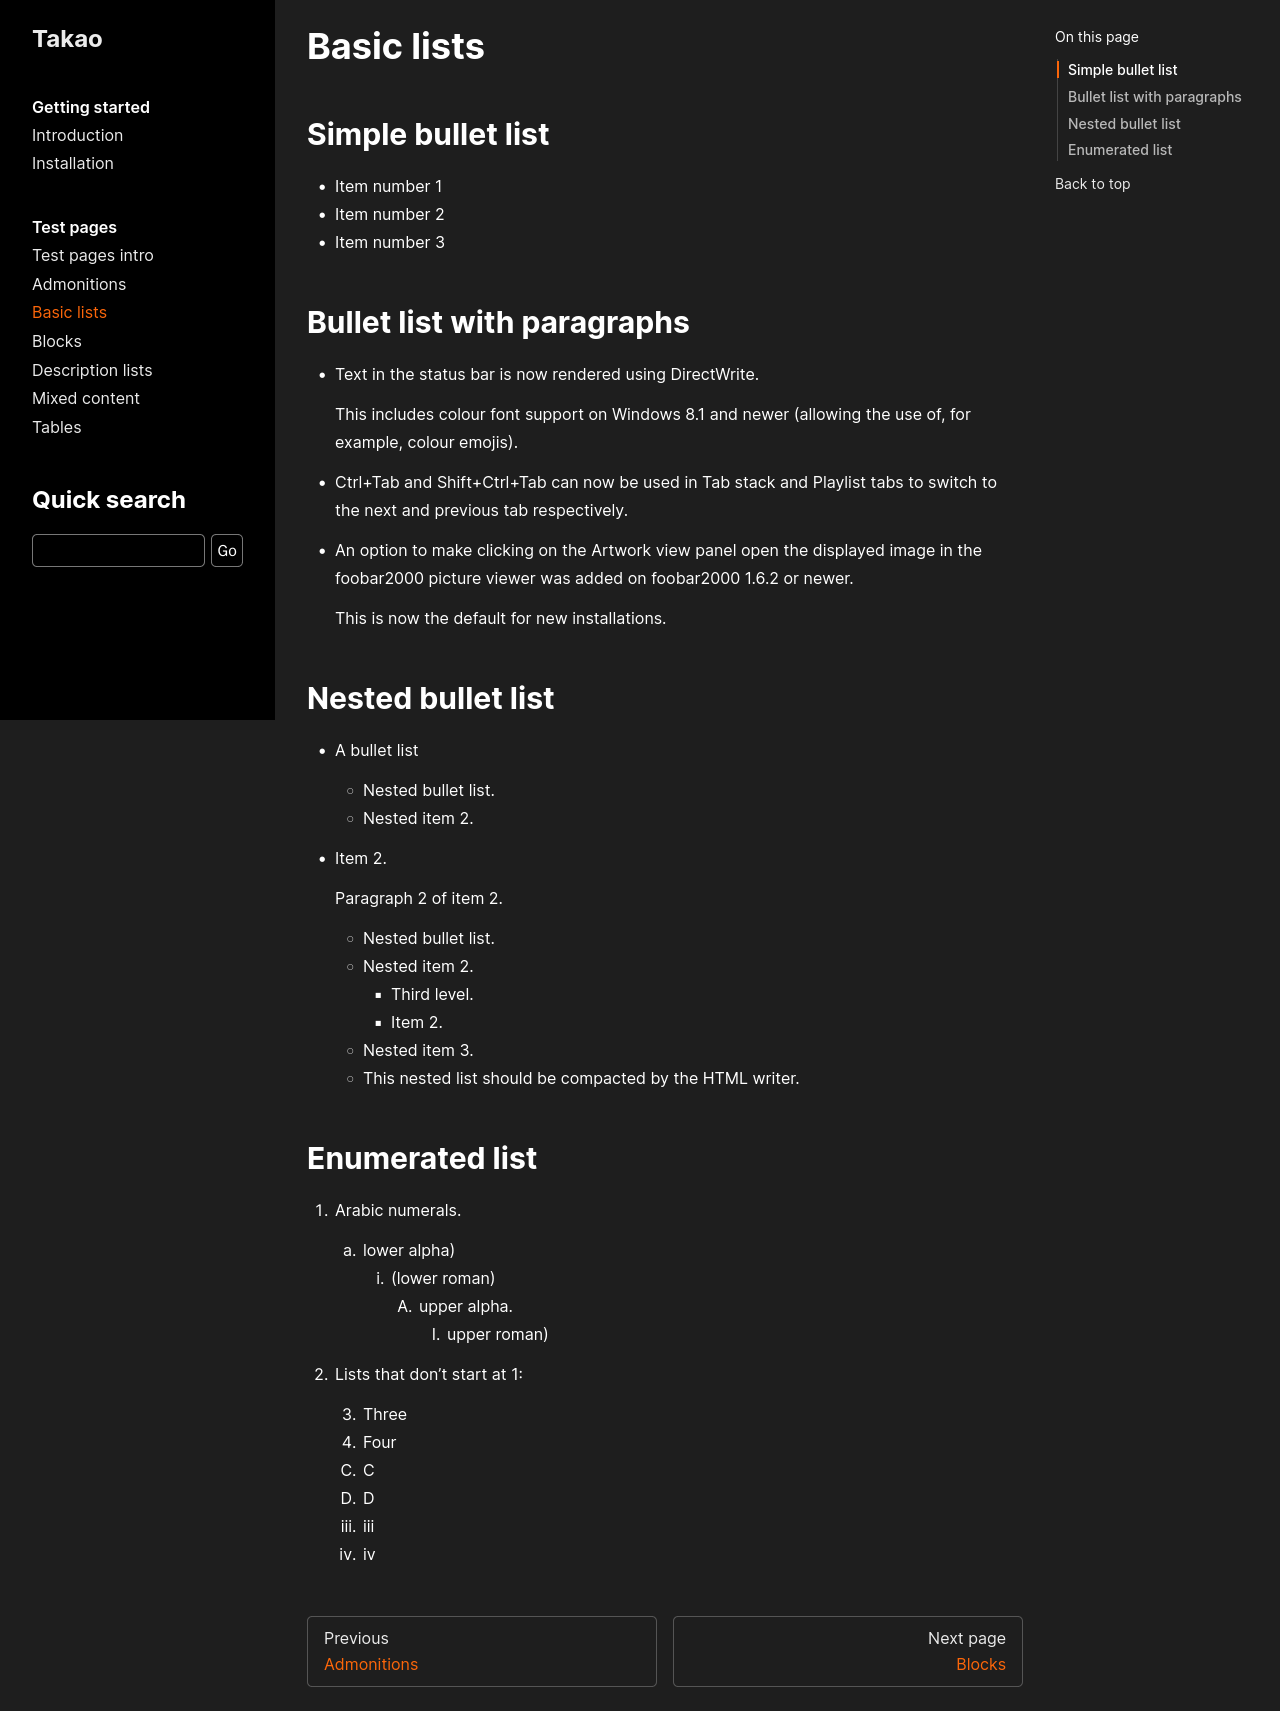 Takao
Getting started
Introduction
Installation
Test pages
Test pages intro
Admonitions
Basic lists
Blocks
Description lists
Mixed content
Tables
Quick search
Go
Basic lists
Simple bullet list
• Item number 1
• Item number 2
• Item number 3
Bullet list with paragraphs
• Text in the status bar is now rendered using DirectWrite.
This includes colour font support on Windows 8.1 and newer (allowing the use of, for
example, colour emojis).
• Ctrl+Tab and Shift+Ctrl+Tab can now be used in Tab stack and Playlist tabs to switch to
the next and previous tab respectively.
• An option to make clicking on the Artwork view panel open the displayed image in the
foobar2000 picture viewer was added on foobar2000 1.6.2 or newer.
This is now the default for new installations.
Nested bullet list
• A bullet list
◦ Nested bullet list.
◦ Nested item 2.
• Item 2.
Paragraph 2 of item 2.
◦ Nested bullet list.
◦ Nested item 2.
▪ Third level.
▪ Item 2.
◦ Nested item 3.
◦ This nested list should be compacted by the HTML writer.
Enumerated list
1. Arabic numerals.
a. lower alpha)
i. (lower roman)
A. upper alpha.
I. upper roman)
2. Lists that don’t start at 1:
3. Three
4. Four
C. C
D. D
iii. iii
iv. iv
Previous
Admonitions
Next page
Blocks
On this page
Simple bullet list
Bullet list with paragraphs
Nested bullet list
Enumerated list
Back to top